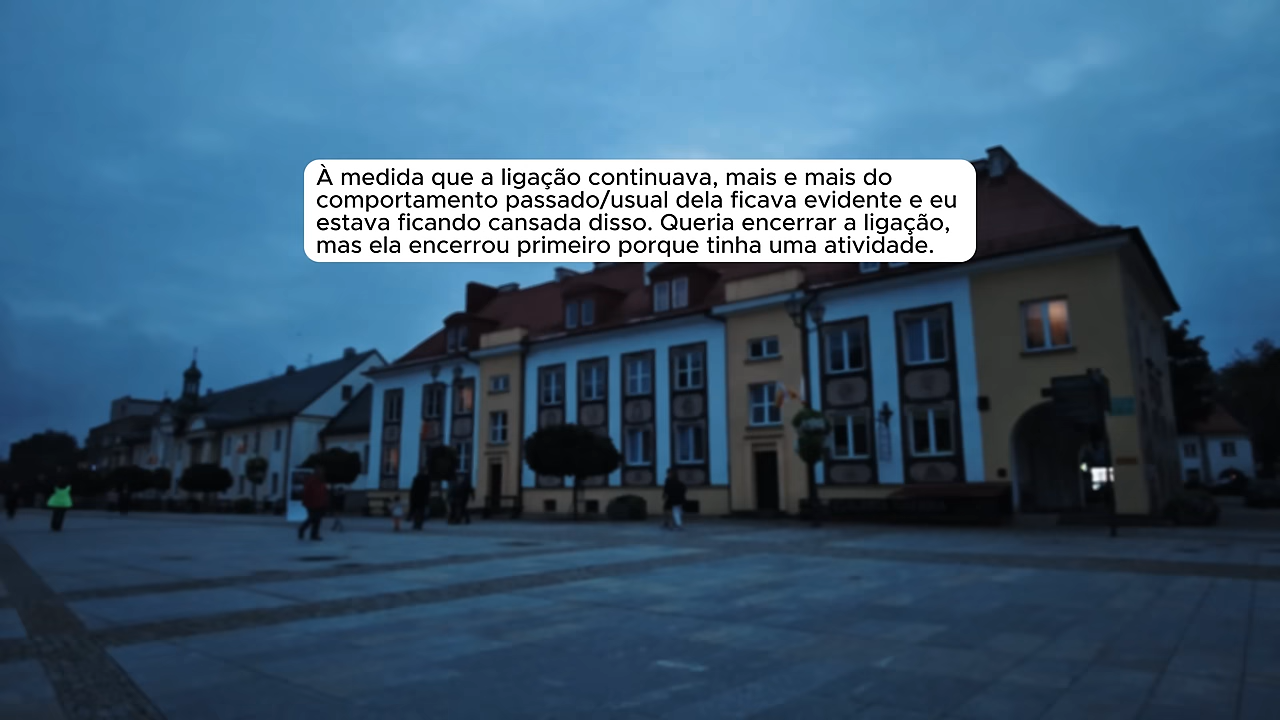 À medida que a ligação continuava, mais e mais do
comportamento passado/usual dela ficava evidente e eu
estava ficando cansada disso. Queria encerrar a ligação,
mas ela encerrou primeiro porque tinha uma atividade.